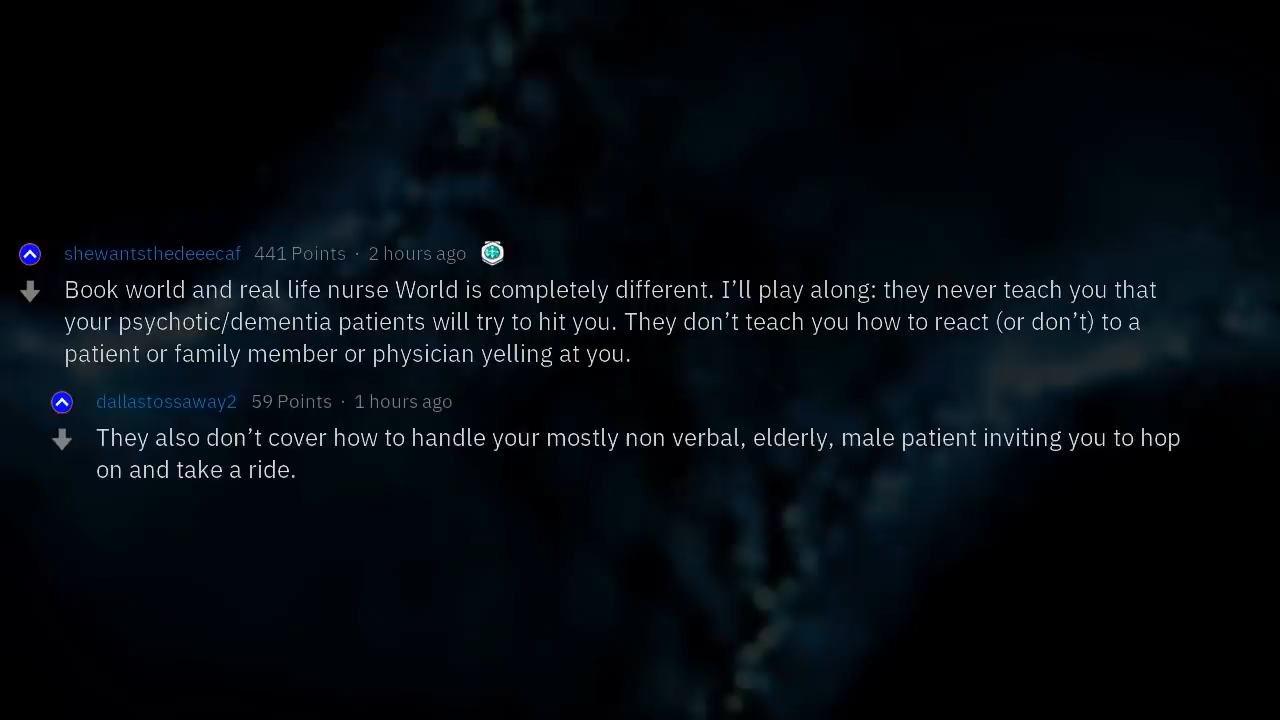 shewantsthedeeecaf 441 Points · 2 hours ago
Book world and real life nurse World is completely different. I’ll play along: they never teach you that
your psychotic/dementia patients will try to hit you. They don’t teach you how to react (or don’t) to a
patient or family member or physician yelling at you.
dallastossaway2 59 Points · 1 hours ago
They also don’t cover how to handle your mostly non verbal, elderly, male patient inviting you to hop
on and take a ride.